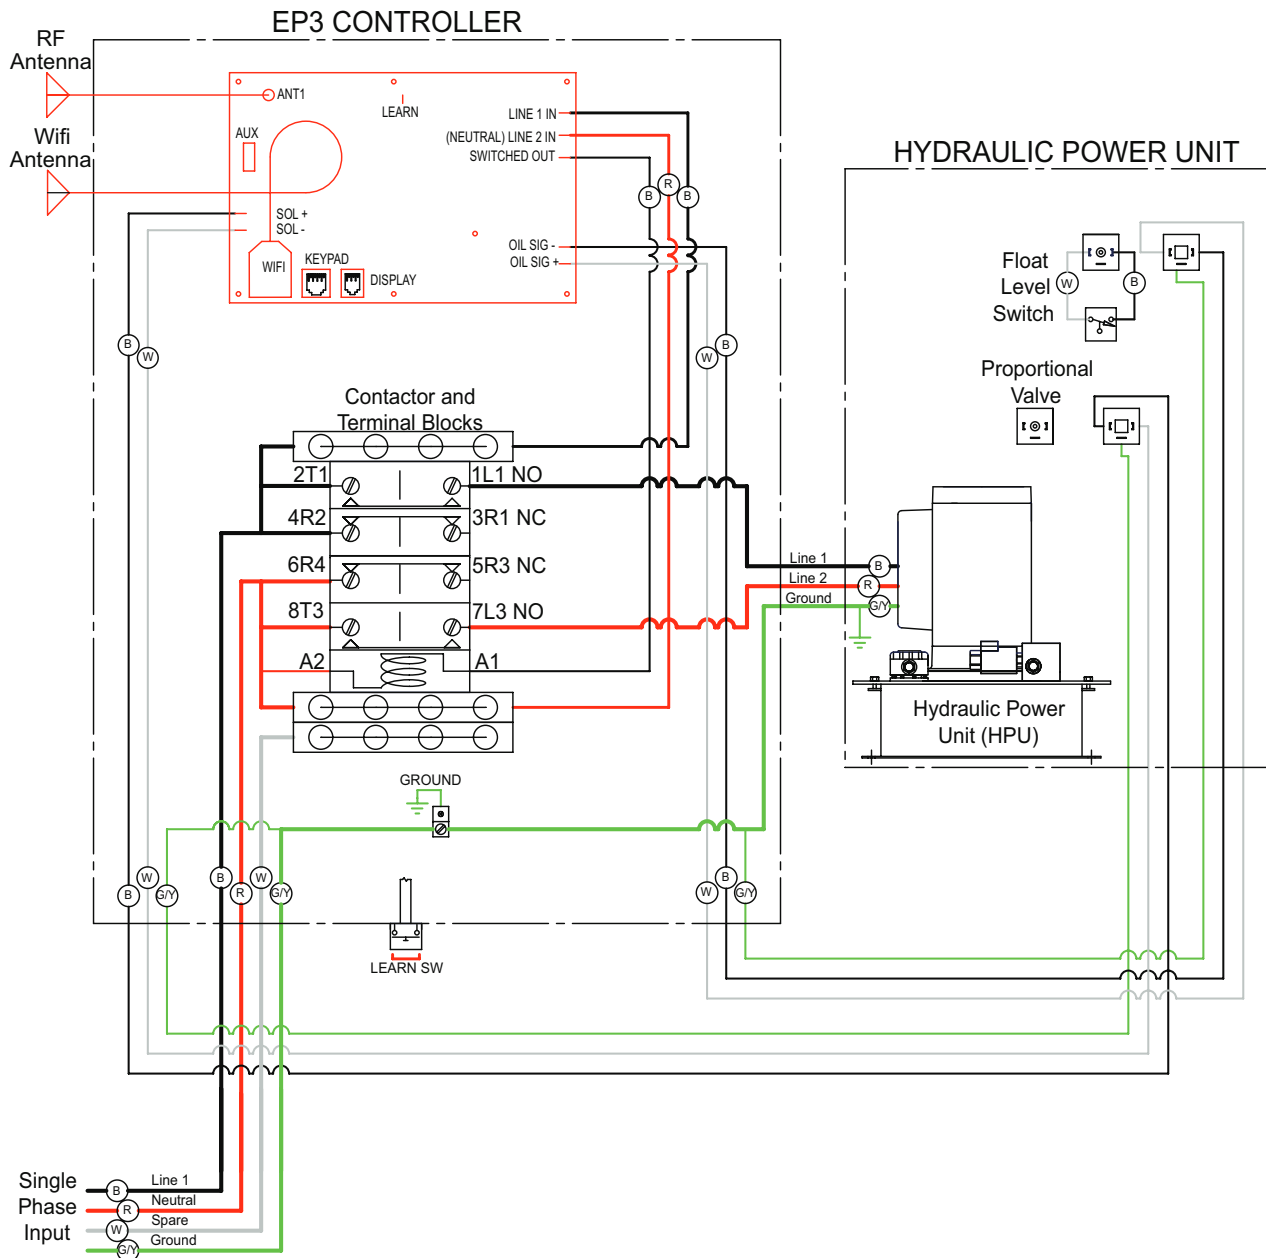 EP3 CONTROLLER
RF
Antenna
ANT1
LEARN
LINE 1 IN
(NEUTRAL) LINE 2 IN
SWITCHED OUT
AUX
Wifi
Antenna
SOL +
SOL -
WIFI
KEYPAD
DISPLAY
OIL SIG -
OIL SIG +
B
R
B
B
W
W
B
HYDRAULIC POWER UNIT
Float
Level
Switch
W
B
Proportional
Valve
Contactor and
Terminal Blocks
2T1
1L1 NO
4R2
3R1 NC
6R4
5R3 NC
8T3
7L3 NO
A2
A1
Line 1
B
Line 2
R
Ground
G/Y
Hydraulic Power
Unit (HPU)
GROUND
B
W
G/Y
B
R
W
G/Y
W
B
G/Y
LEARN SW
Single
Phase
Input
B
Line 1
R
Neutral
W
Spare
G/Y
Ground